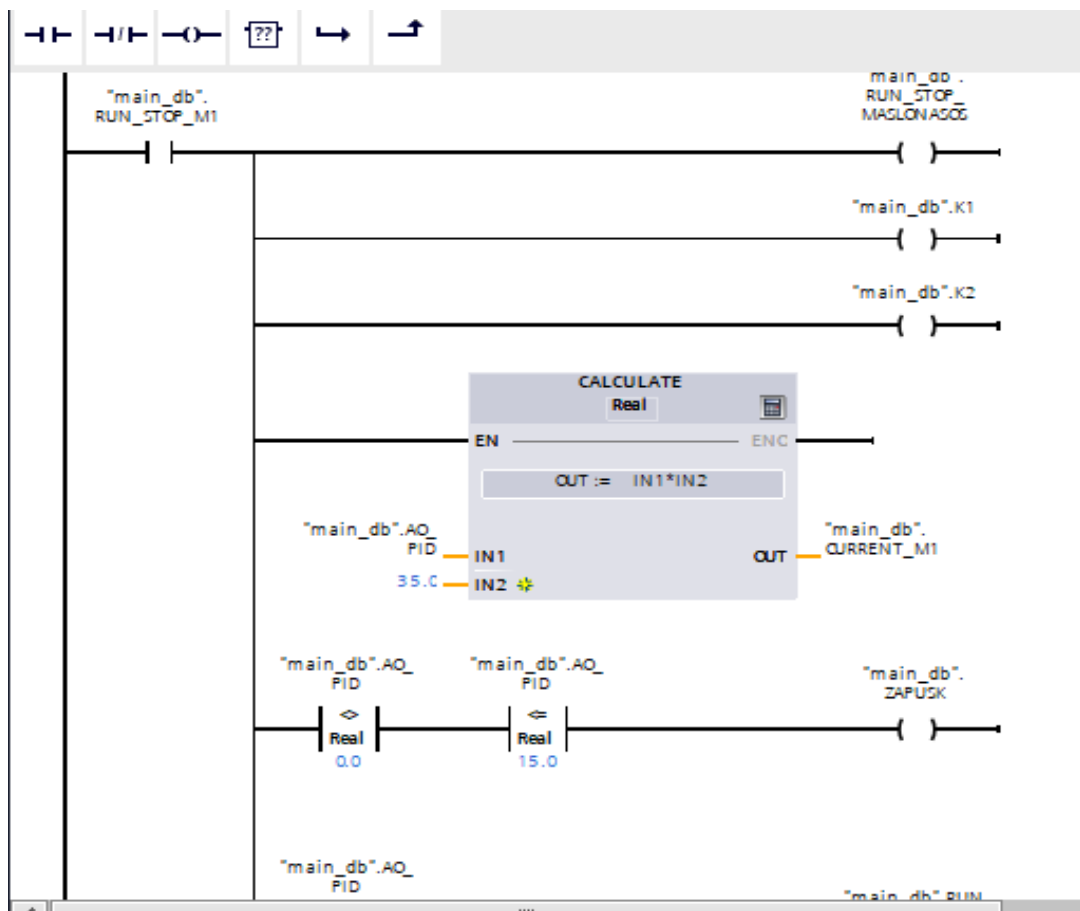 ??
"main_db".
RUN_STOP_M1
main_db".
RUN_STOP_
MASLONASOS
"main_db".K1
"main_db".K2
CALCULATE
Real
EN
ENO
OUT := IN1*IN2
"main_db".AO_
PID
IN1
35.0
IN2
OUT
"main_db".
CURRENT_M1
"main_db".AO_
PID
<>
Real
0.0
"main_db".AO_
PID
<=
Real
15.0
"main_db".
ZAPUSK
"main_db".AO_
PID
"main_db".RUN